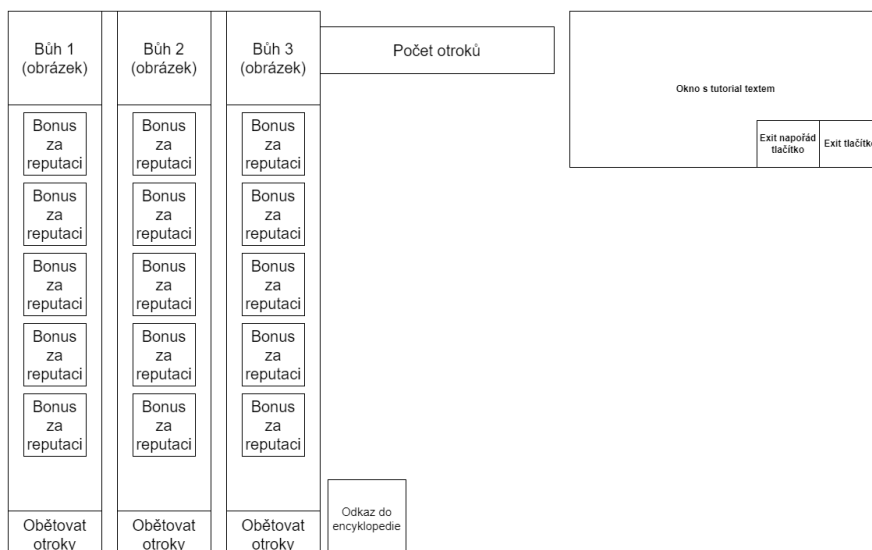 Bůh 1
(obrázek)
Bůh 2
(obrázek)
Bůh 3
(obrázek)
Počet otroků
Okno s tutorial textem
Exit napořád
tlačítko
Exit tlačítko
Bonus
za
reputaci
Bonus
za
reputaci
Bonus
za
reputaci
Bonus
za
reputaci
Bonus
za
reputaci
Bonus
za
reputaci
Bonus
za
reputaci
Bonus
za
reputaci
Bonus
za
reputaci
Bonus
za
reputaci
Bonus
za
reputaci
Bonus
za
reputaci
Bonus
za
reputaci
Bonus
za
reputaci
Bonus
za
reputaci
Obětovat
otroky
Obětovat
otroky
Obětovat
otroky
Odkaz do
encyklopedie